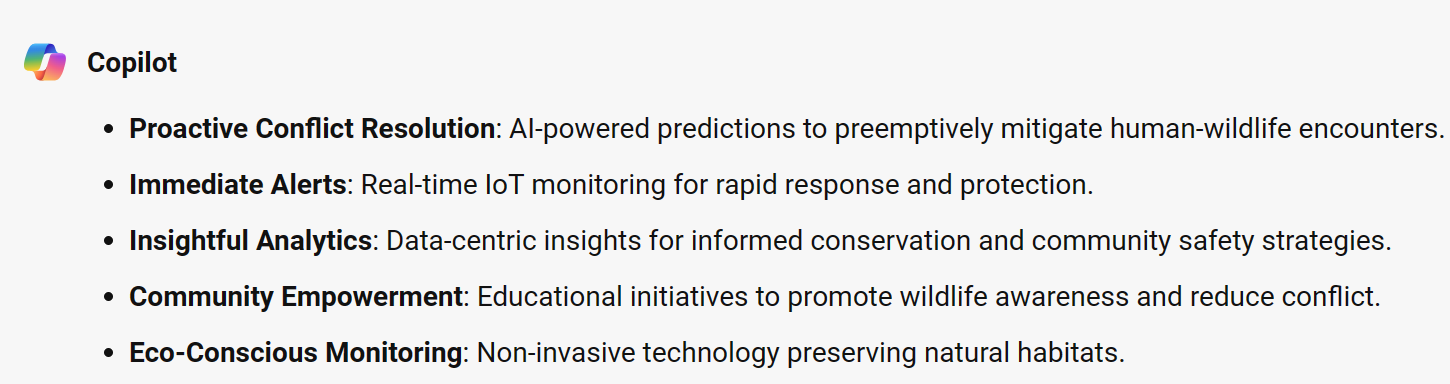 Copilot
• Proactive Conflict Resolution: AI-powered predictions to preemptively mitigate human-wildlife encounters.
• Immediate Alerts: Real-time IoT monitoring for rapid response and protection.
• Insightful Analytics: Data-centric insights for informed conservation and community safety strategies.
• Community Empowerment: Educational initiatives to promote wildlife awareness and reduce conflict.
• Eco-Conscious Monitoring: Non-invasive technology preserving natural habitats.